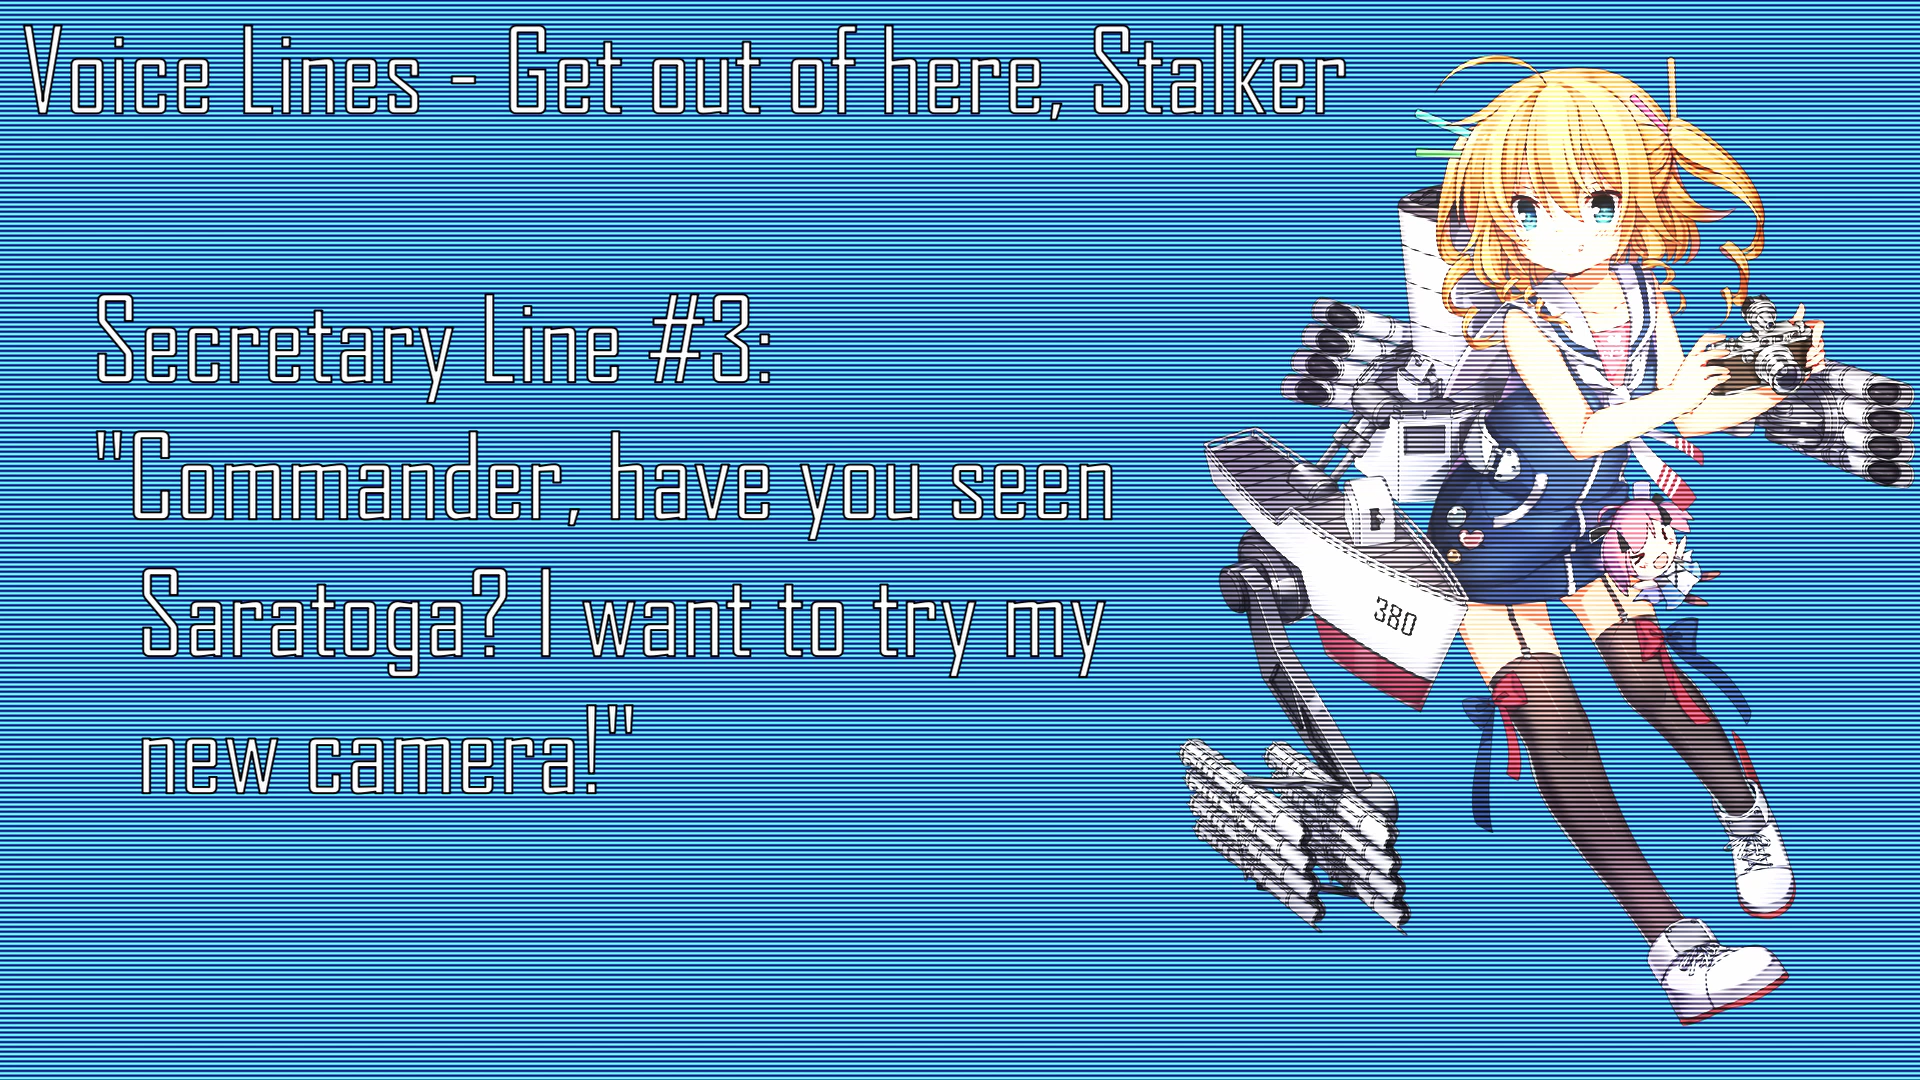 Voice Lines - Get out of here, Stalker
Secretary Line #3:
"Commander, have you seen
Saratoga? I want to try my
new camera!"
380